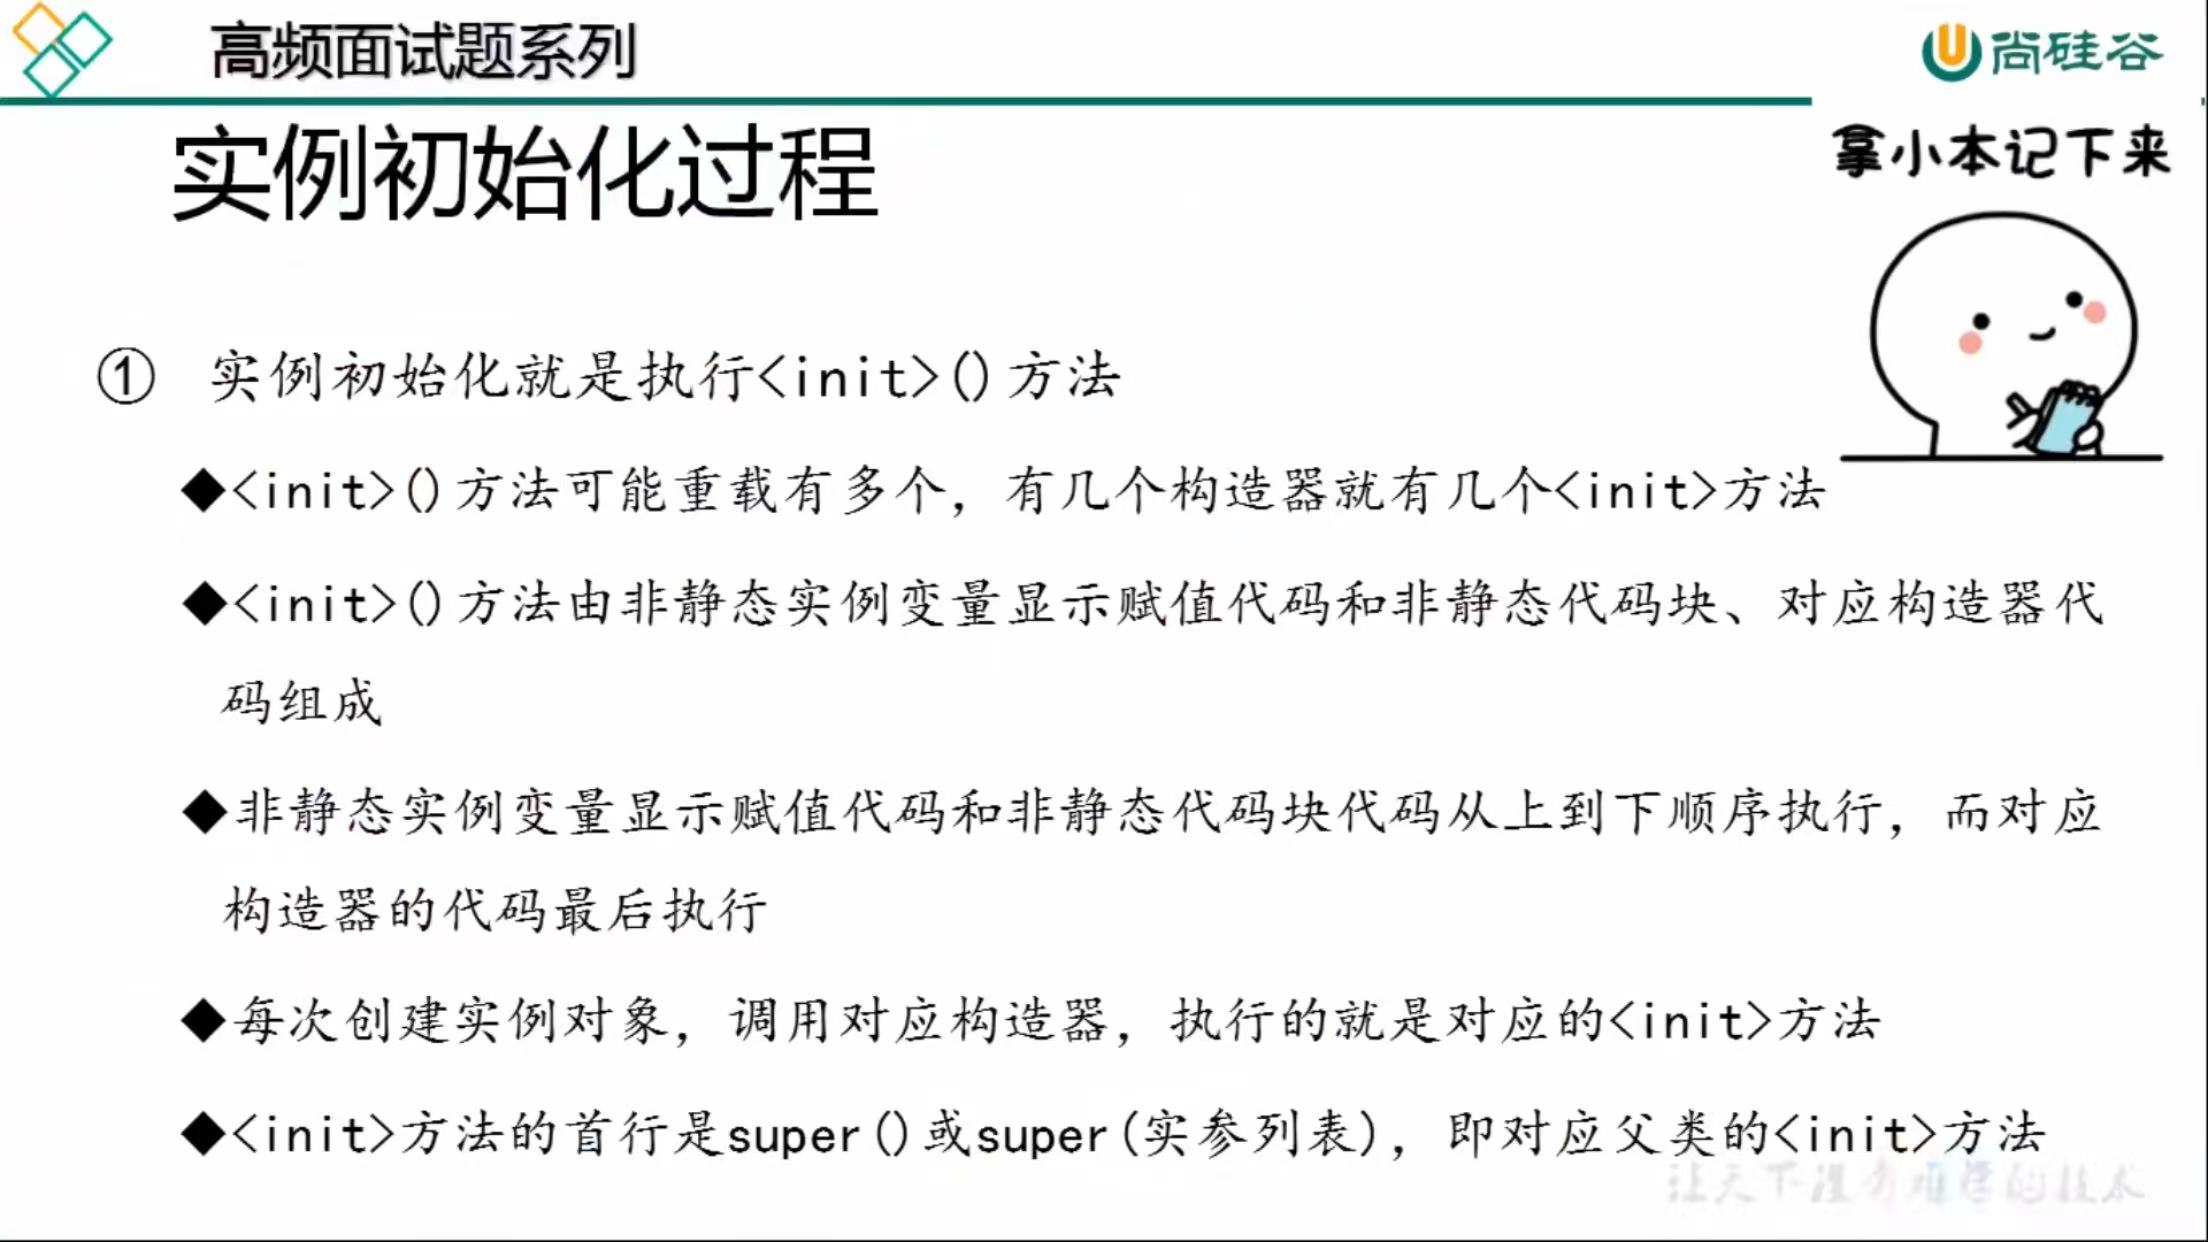 高频面试题系列
尚硅谷
实例初始化过程
拿小本记下来
① 实例初始化就是执行<init>()方法
◆<init>()方法可能重载有多个，有几个构造器就有几个<init>方法
◆<init>()方法由非静态实例变量显示赋值代码和非静态代码块、对应构造器代
码组成
◆非静态实例变量显示赋值代码和非静态代码块代码从上到下顺序执行，而对应
构造器的代码最后执行
◆每次创建实例对象，调用对应构造器，执行的就是对应的<init>方法
◆<init>方法的首行是super()或super(实参列表)，即对应父类的<init>方法
让天下没有难学的技术